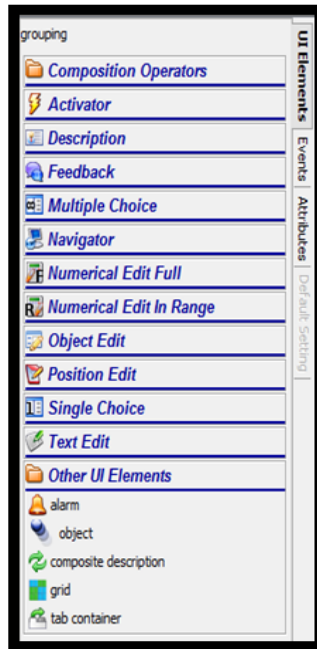 grouping
Composition Operators
Activator
Description
Feedback
Multiple Choice
Navigator
Numerical Edit Full
Numerical Edit In Range
Object Edit
Position Edit
Single Choice
Text Edit
Other UI Elements
alarm
object
composite description
grid
tab container
UI Elements
Events
Attributes
Default Setting